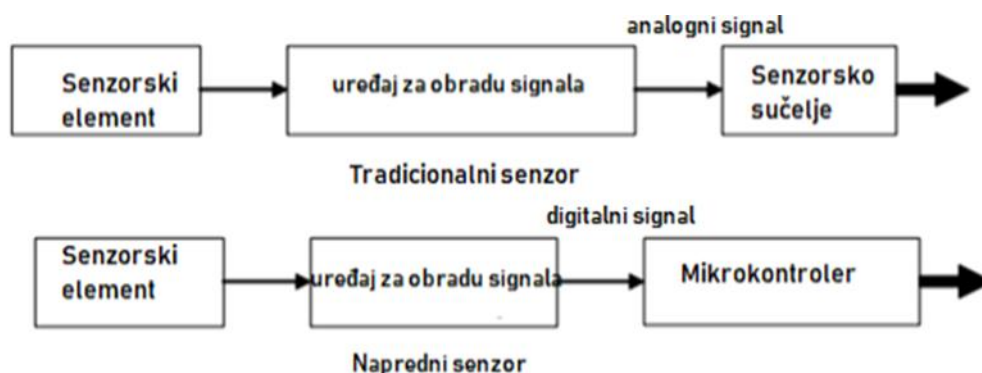 analogni signal
Senzorski
element
uređaj za obradu signala
Senzorsko
sučelje
Tradicionalni senzor
digitalni signal
Senzorski
element
uređaj za obradu signala
Mikrokontroler
Napredni senzor